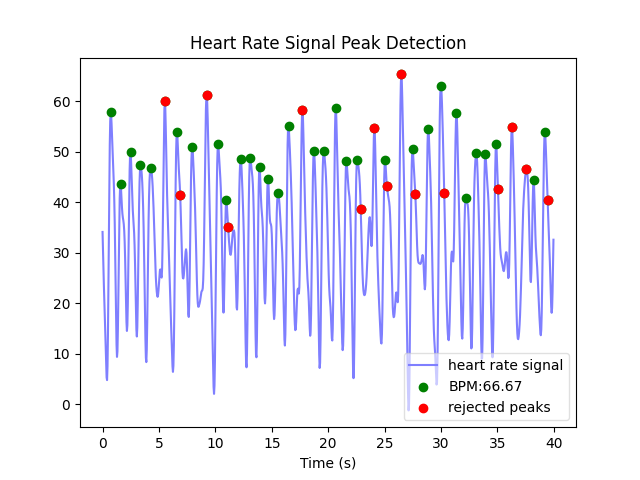 Heart Rate Signal Peak Detection
60
50
40
30
20
10
0
heart rate signal
BPM:66.67
rejected peaks
0 5 10 15 20 25 30 35 40
Time (s)